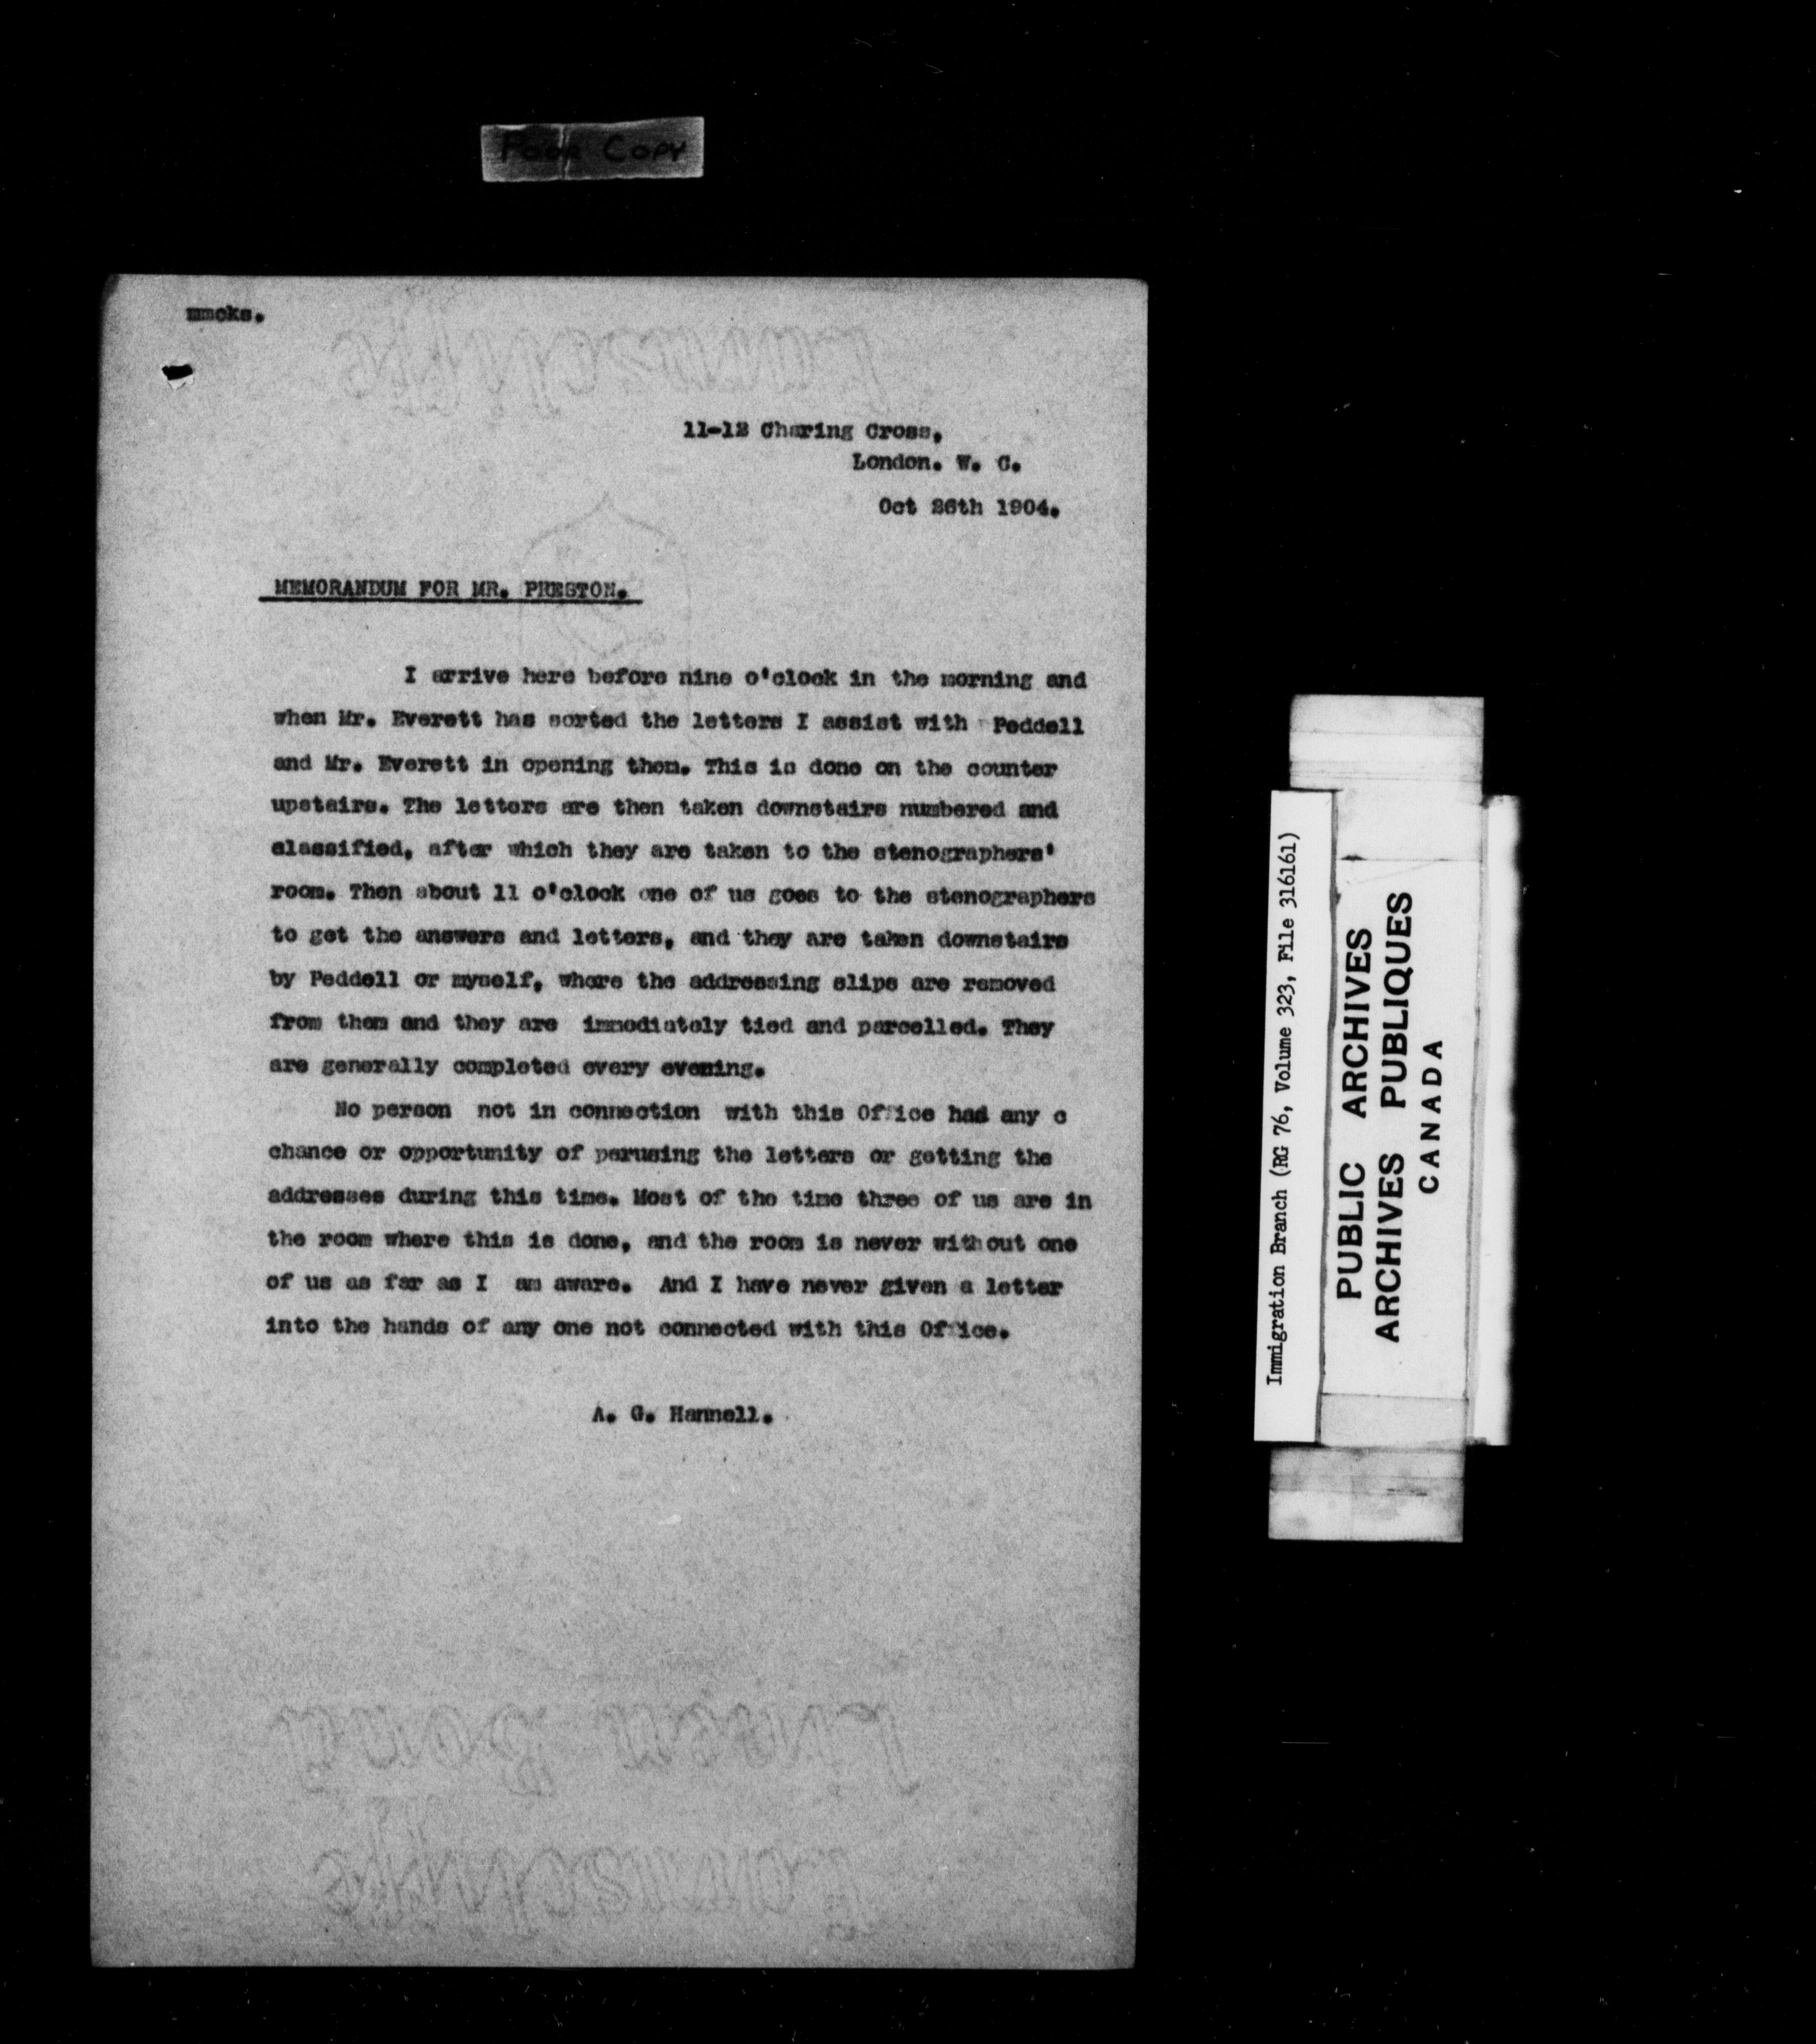 Poor Copy
mmcks.
11-12 Charing Cross,
London. W. C.
Oct 26th 1904.
MEMORANDUM FOR MR. PRESTON.
I arrive here before nine o'clock in the morning and
when Mr. Everett has sorted the letters I assist with Peddell
and Mr. Everett in opening them. This is done on the counter
upstairs. The letters are then taken downstairs numbered and
classified, after which they are taken to the stenographers'
room. Then about 11 o'clock one of us goes to the stenographers
to get the answers and letters, and they are taken downstairs
by Peddell or myself, where the addressing slips are removed
from them and they are immediately tied and parcelled. They
are generally completed every evening.
No person not in connection with this Office had any c
chance or opportunity of perusing the letters or getting the
addresses during this time. Most of the time three of us are in
the room where this is done, and the room is never without one
of us as far as I am aware. And I have never given a letter
into the hands of any one not connected with this Office.
A. G. Hannell.
Immigration Branch (RG 76, Volume 323, File 316161)
PUBLIC ARCHIVES
ARCHIVES PUBLIQUES
CANADA